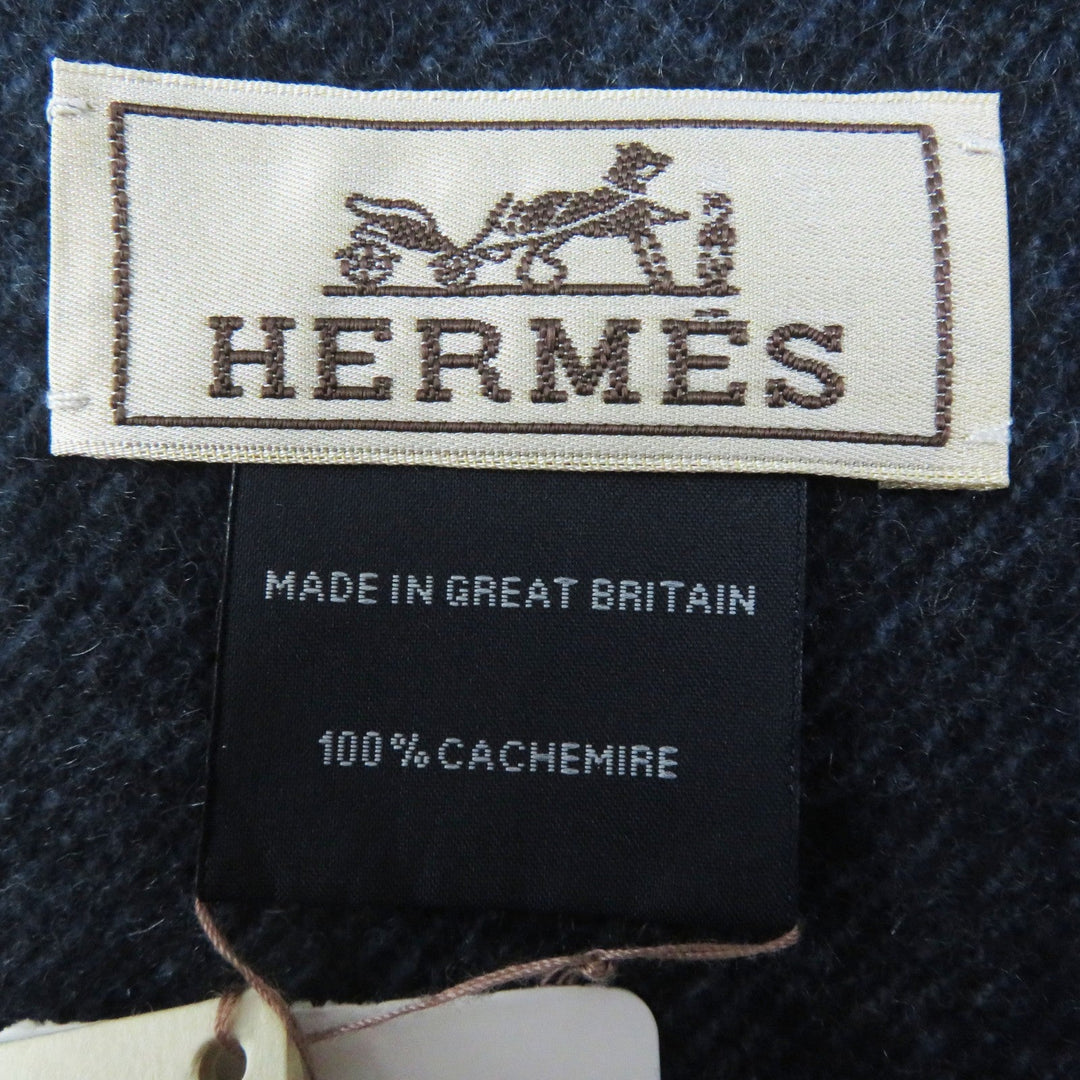 HERMÈS
MADE IN GREAT BRITAIN
100% CACHEMIRE